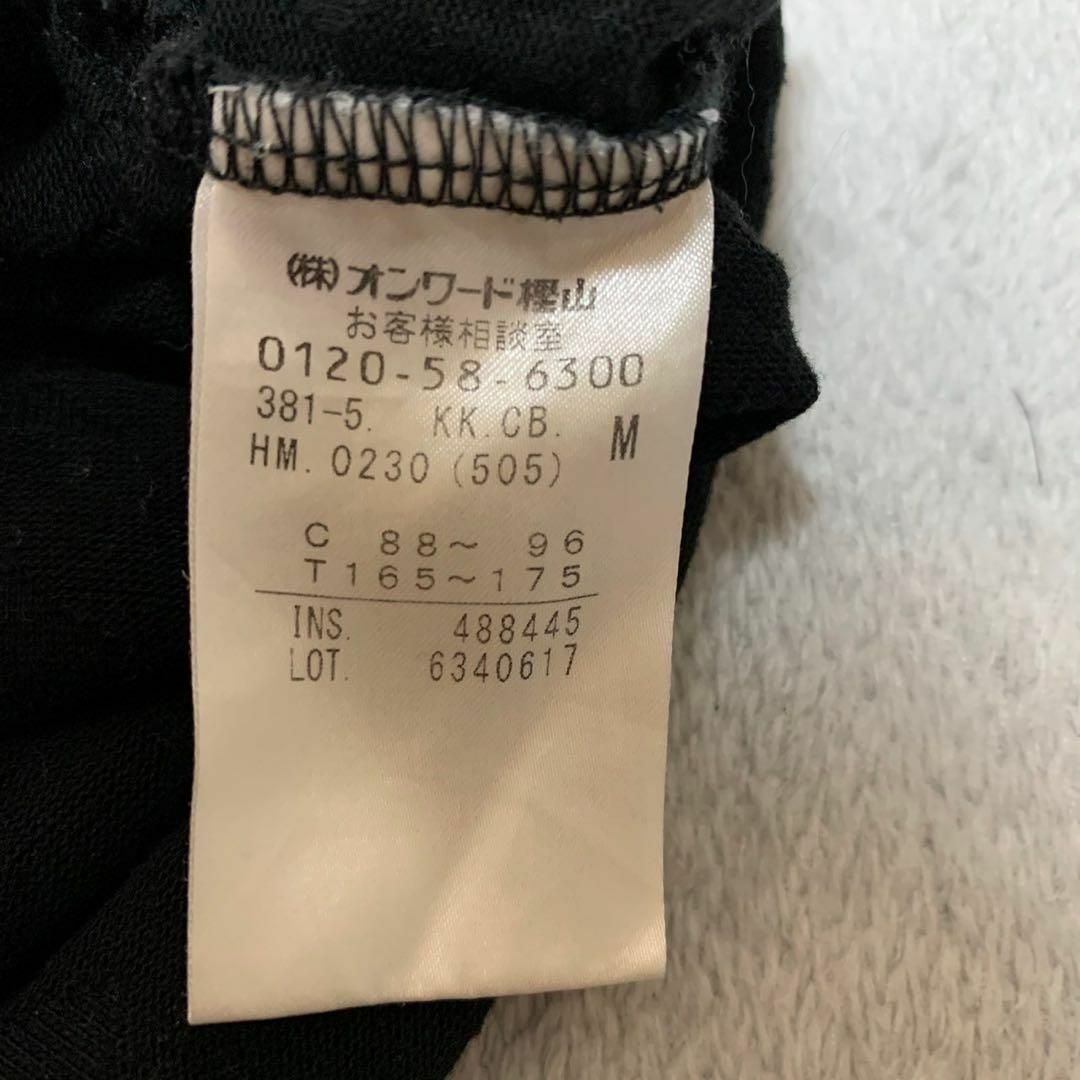 (株)オンワード樫山
お客様相談室
0120-58-6300
381-5. KK.CB. M
HM. 0230 (505)
C 88～ 96
T165～175
INS. 488445
LOT. 6340617